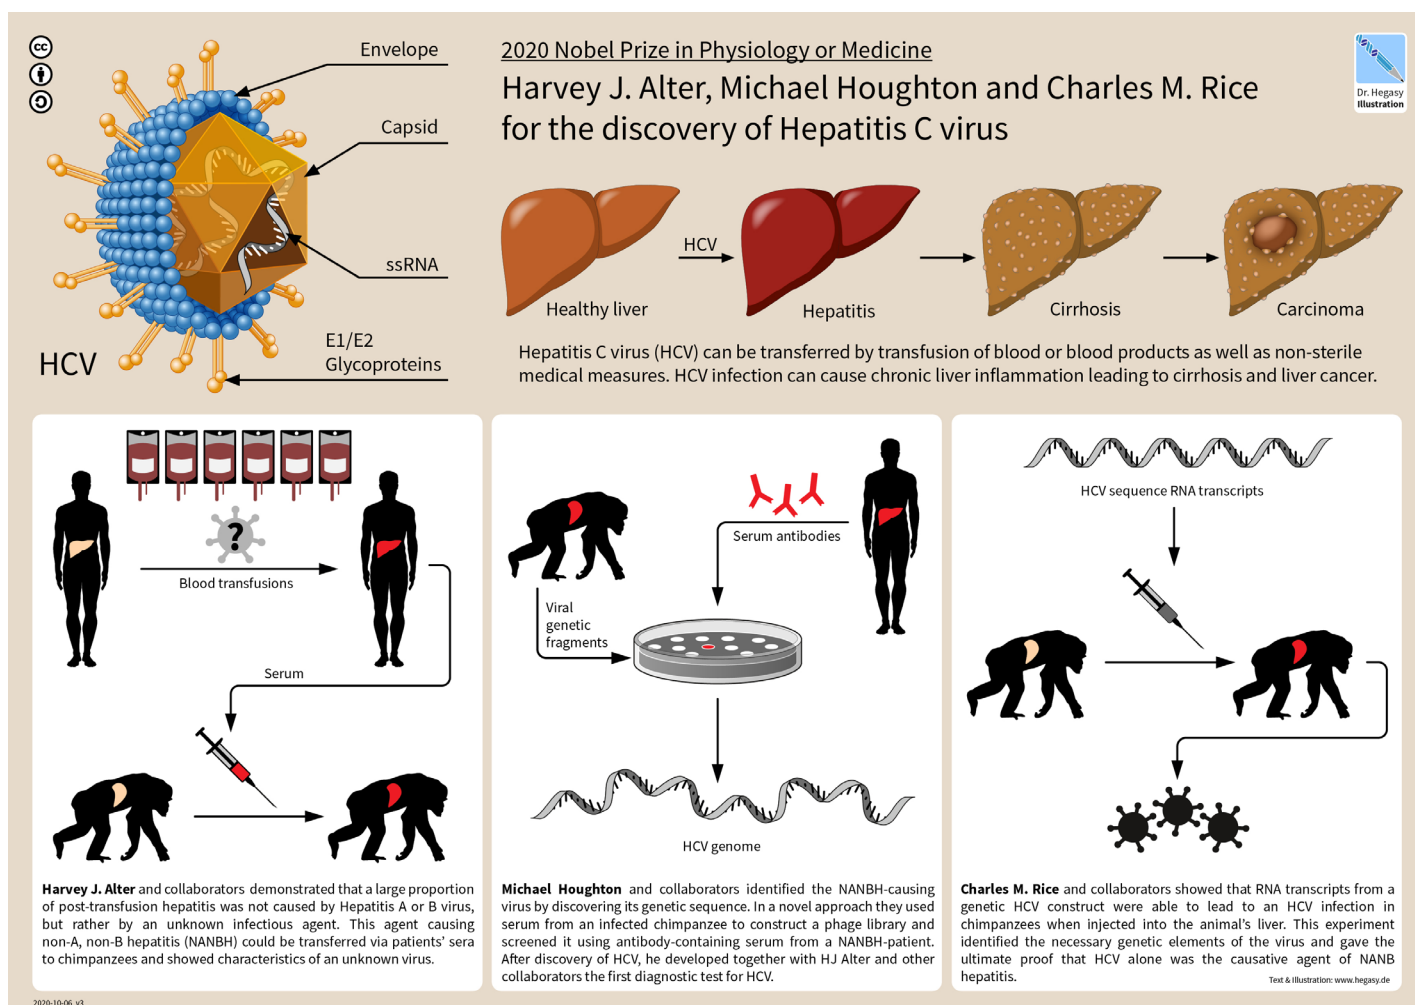 2020 Nobel Prize in Physiology or Medicine
Harvey J. Alter, Michael Houghton and Charles M. Rice
for the discovery of Hepatitis C virus
cc
Dr. Hegasy
Illustration
Envelope
Capsid
ssRNA
E1/E2
Glycoproteins
HCV
HCV
Healthy liver
Hepatitis
Cirrhosis
Carcinoma
Hepatitis C virus (HCV) can be transferred by transfusion of blood or blood products as well as non-sterile
medical measures. HCV infection can cause chronic liver inflammation leading to cirrhosis and liver cancer.
?
Blood transfusions
Serum
Harvey J. Alter and collaborators demonstrated that a large proportion
of post-transfusion hepatitis was not caused by Hepatitis A or B virus,
but rather by an unknown infectious agent. This agent causing
non-A, non-B hepatitis (NANBH) could be transferred via patients’ sera
to chimpanzees and showed characteristics of an unknown virus.
Serum antibodies
Viral
genetic
fragments
HCV genome
Michael Houghton and collaborators identified the NANBH-causing
virus by discovering its genetic sequence. In a novel approach they used
serum from an infected chimpanzee to construct a phage library and
screened it using antibody-containing serum from a NANBH-patient.
After discovery of HCV, he developed together with HJ Alter and other
collaborators the first diagnostic test for HCV.
HCV sequence RNA transcripts
Charles M. Rice and collaborators showed that RNA transcripts from a
genetic HCV construct were able to lead to an HCV infection in
chimpanzees when injected into the animal’s liver. This experiment
identified the necessary genetic elements of the virus and gave the
ultimate proof that HCV alone was the causative agent of NANB
hepatitis.
Text & Illustration: www.hegasy.de
2020-10-06_v3